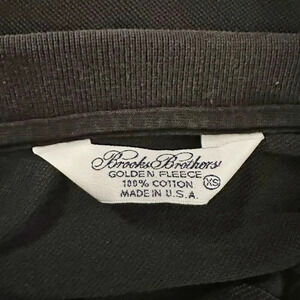 Brooks Brothers
GOLDEN FLEECE
100% COTTON XS
MADE IN U.S.A.